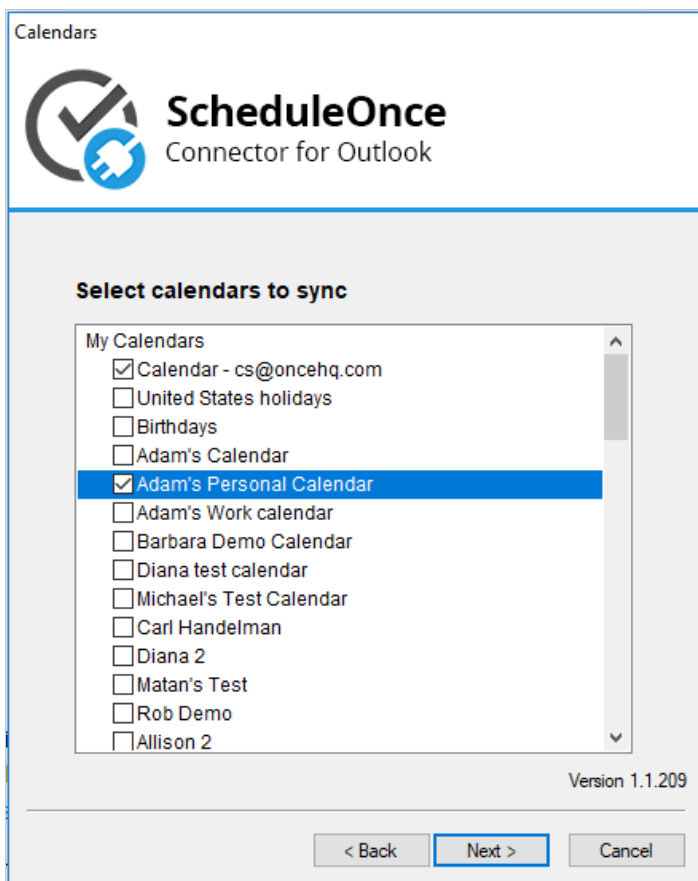 Calendars
ScheduleOnce
Connector for Outlook
Select calendars to sync
My Calendars
Calendar - cs@oncehq.com
United States holidays
Birthdays
Adam's Calendar
Adam's Personal Calendar
Adam's Work calendar
Barbara Demo Calendar
Diana test calendar
Michael's Test Calendar
Carl Handelman
Diana 2
Matan's Test
Rob Demo
Allison 2
Version 1.1.209
< Back Next > Cancel